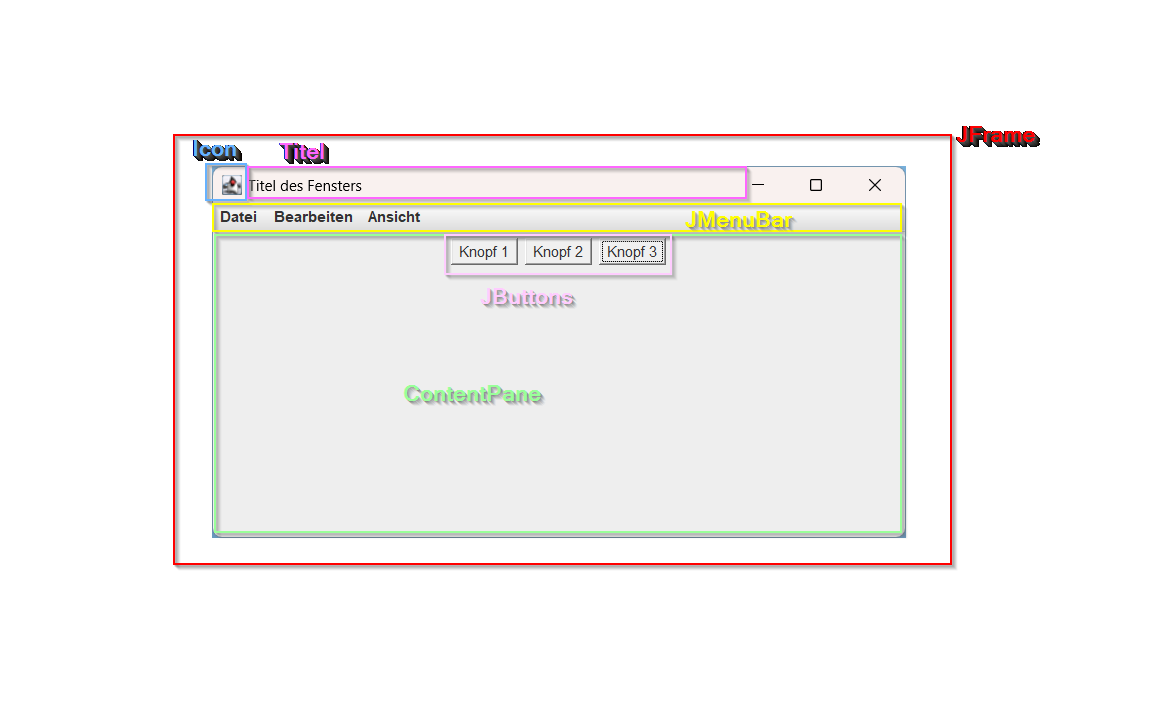 JFrame
Icon Titel
Titel des Fensters
Datei Bearbeiten Ansicht JMenuBar
Knopf 1 Knopf 2 Knopf 3
JButtons
ContentPane